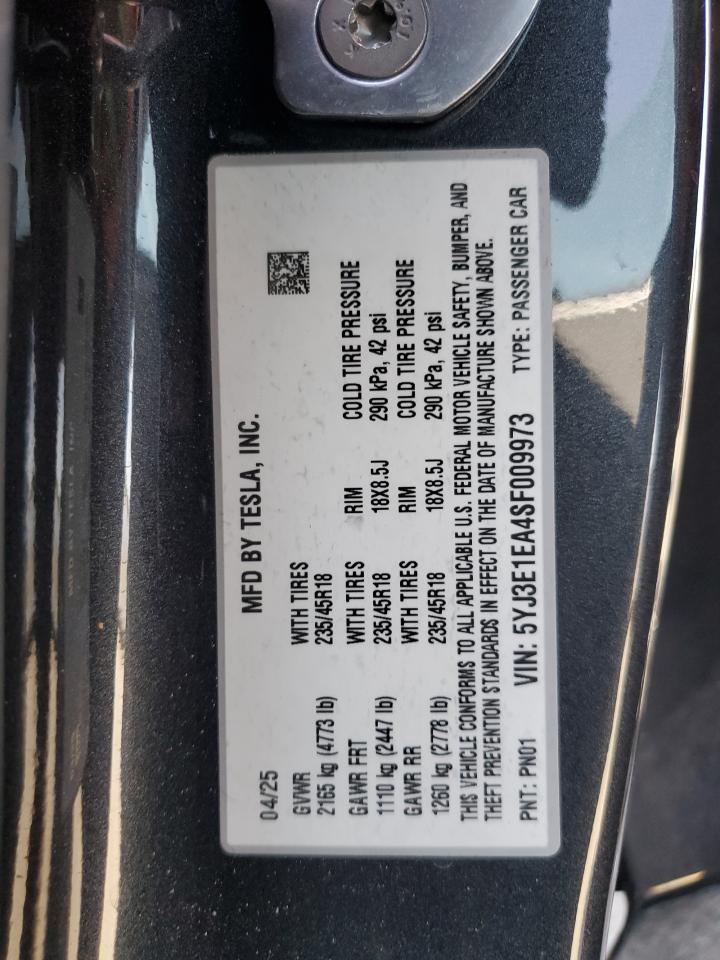 MFD BY TESLA, INC.
04/25
GVWR WITH TIRES
2165 kg (4773 lb) 235/45R18
GAWR FRT WITH TIRES RIM COLD TIRE PRESSURE
1110 kg (2447 lb) 235/45R18 18X8.5J 290 kPa, 42 psi
GAWR RR WITH TIRES RIM COLD TIRE PRESSURE
1260 kg (2778 lb) 235/45R18 18X8.5J 290 kPa, 42 psi
THIS VEHICLE CONFORMS TO ALL APPLICABLE U.S. FEDERAL MOTOR VEHICLE SAFETY, BUMPER, AND
THEFT PREVENTION STANDARDS IN EFFECT ON THE DATE OF MANUFACTURE SHOWN ABOVE.
PNT: PN01 VIN: 5YJ3E1EA4SF009973 TYPE: PASSENGER CAR